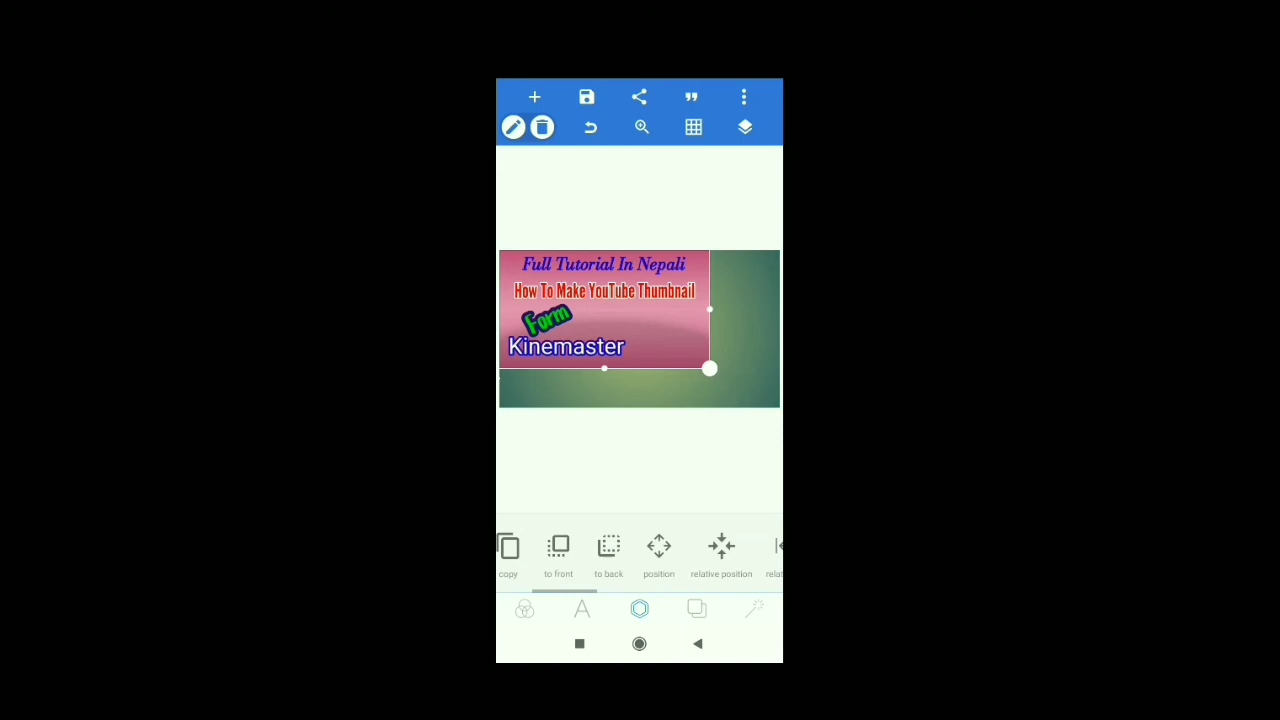 Full Tutorial In Nepali
How To Make YouTube Thumbnail
Form
Kinemaster
copy
to front
to back
position
relative position